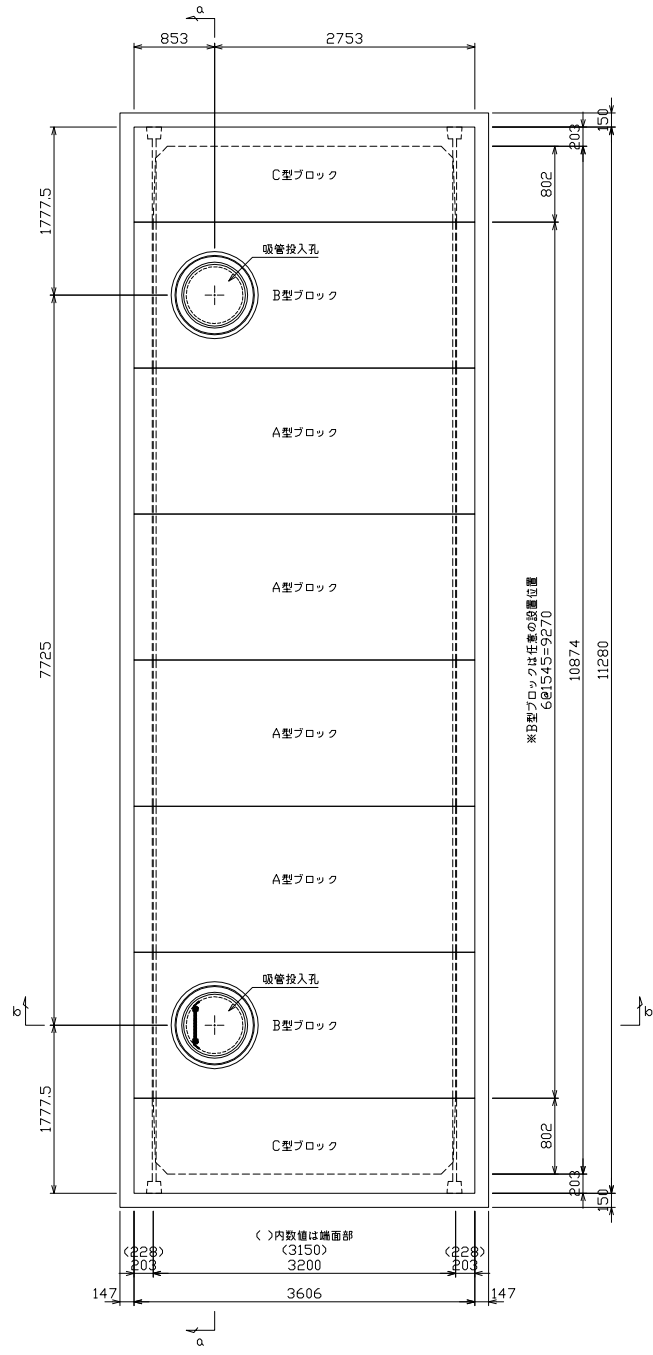 a
853
2753
150
203
C型ブロック
802
1777.5
吸管投入孔
B型ブロック
A型ブロック
A型ブロック
※B型ブロックは任意の設置位置
6@1545=9270
10874
11280
7725
A型ブロック
A型ブロック
吸管投入孔
b
B型ブロック
b
1777.5
802
C型ブロック
203
150
( )内数値は端面部
(228)
(3150)
(228)
203
3200
203
147
3606
147
a